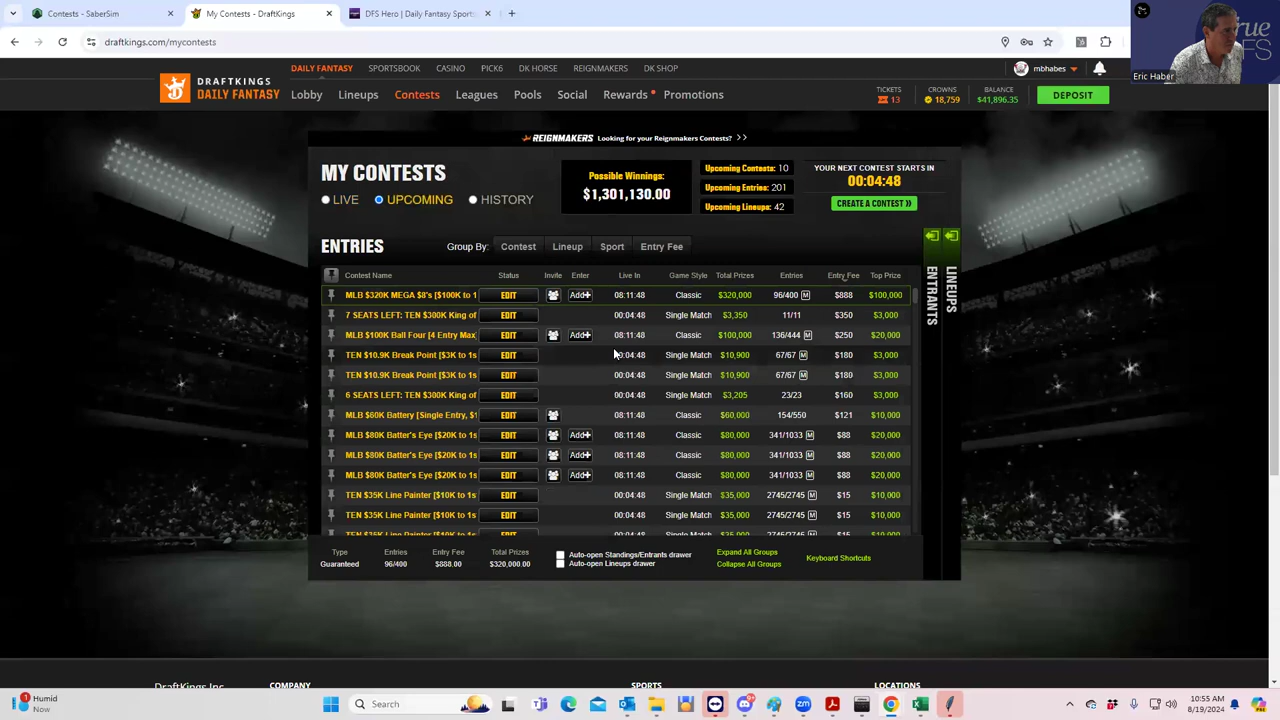 Contests - SaberSim
My Contests - DraftKings
DFS Hero | Daily Fantasy Sports
draftkings.com/mycontests
Eric Haber
DAILY FANTASY SPORTSBOOK CASINO PICK6 DK HORSE REIGNMAKERS DK SHOP
mbhabes
DRAFTKINGS
DAILY FANTASY
Lobby Lineups Contests Leagues Pools Social Rewards Promotions
TICKETS 13
CROWNS 18,759
BALANCE $41,896.35
DEPOSIT
REIGNMAKERS Looking for your Reignmakers Contests? >>
MY CONTESTS
LIVE UPCOMING HISTORY
Possible Winnings:
$1,301,130.00
Upcoming Contests: 10
Upcoming Entries: 201
Upcoming Lineups: 42
YOUR NEXT CONTEST STARTS IN
00:04:48
CREATE A CONTEST >>
ENTRIES
Group By: Contest Lineup Sport Entry Fee
ENTRANTS
LINEUPS
Contest Name Status Invite Enter Live In Game Style Total Prizes Entries Entry Fee Top Prize
MLB $320K MEGA $8's [$100K to 1 EDIT Add+ 08:11:48 Classic $320,000 96/400 M $888 $100,000
7 SEATS LEFT: TEN $300K King of EDIT 00:04:48 Single Match $3,350 11/11 $350 $3,000
MLB $100K Ball Four [4 Entry Max EDIT Add+ 08:11:48 Classic $100,000 136/444 M $250 $20,000
TEN $10.9K Break Point [$3K to 1s EDIT 00:04:48 Single Match $10,900 67/67 M $180 $3,000
TEN $10.9K Break Point [$3K to 1s EDIT 00:04:48 Single Match $10,900 67/67 M $180 $3,000
6 SEATS LEFT: TEN $300K King of EDIT 00:04:48 Single Match $3,205 23/23 $160 $3,000
MLB $60K Battery [Single Entry, $1 EDIT 08:11:48 Classic $60,000 154/550 $121 $10,000
MLB $80K Batter's Eye [$20K to 1s EDIT Add+ 08:11:48 Classic $80,000 341/1033 M $88 $20,000
MLB $80K Batter's Eye [$20K to 1s EDIT Add+ 08:11:48 Classic $80,000 341/1033 M $88 $20,000
MLB $80K Batter's Eye [$20K to 1s EDIT Add+ 08:11:48 Classic $80,000 341/1033 M $88 $20,000
TEN $35K Line Painter [$10K to 1s EDIT 00:04:48 Single Match $35,000 2745/2745 M $15 $10,000
TEN $35K Line Painter [$10K to 1s EDIT 00:04:48 Single Match $35,000 2745/2745 M $15 $10,000
Type Entries Entry Fee Total Prizes
Guaranteed 96/400 $888.00 $320,000.00
Auto-open Standings/Entrants drawer
Auto-open Lineups drawer
Expand All Groups
Collapse All Groups
Keyboard Shortcuts
DraftKings Inc. COMPANY SPORTS LOCATIONS
Humid
Now
Search
10:55 AM
8/19/2024